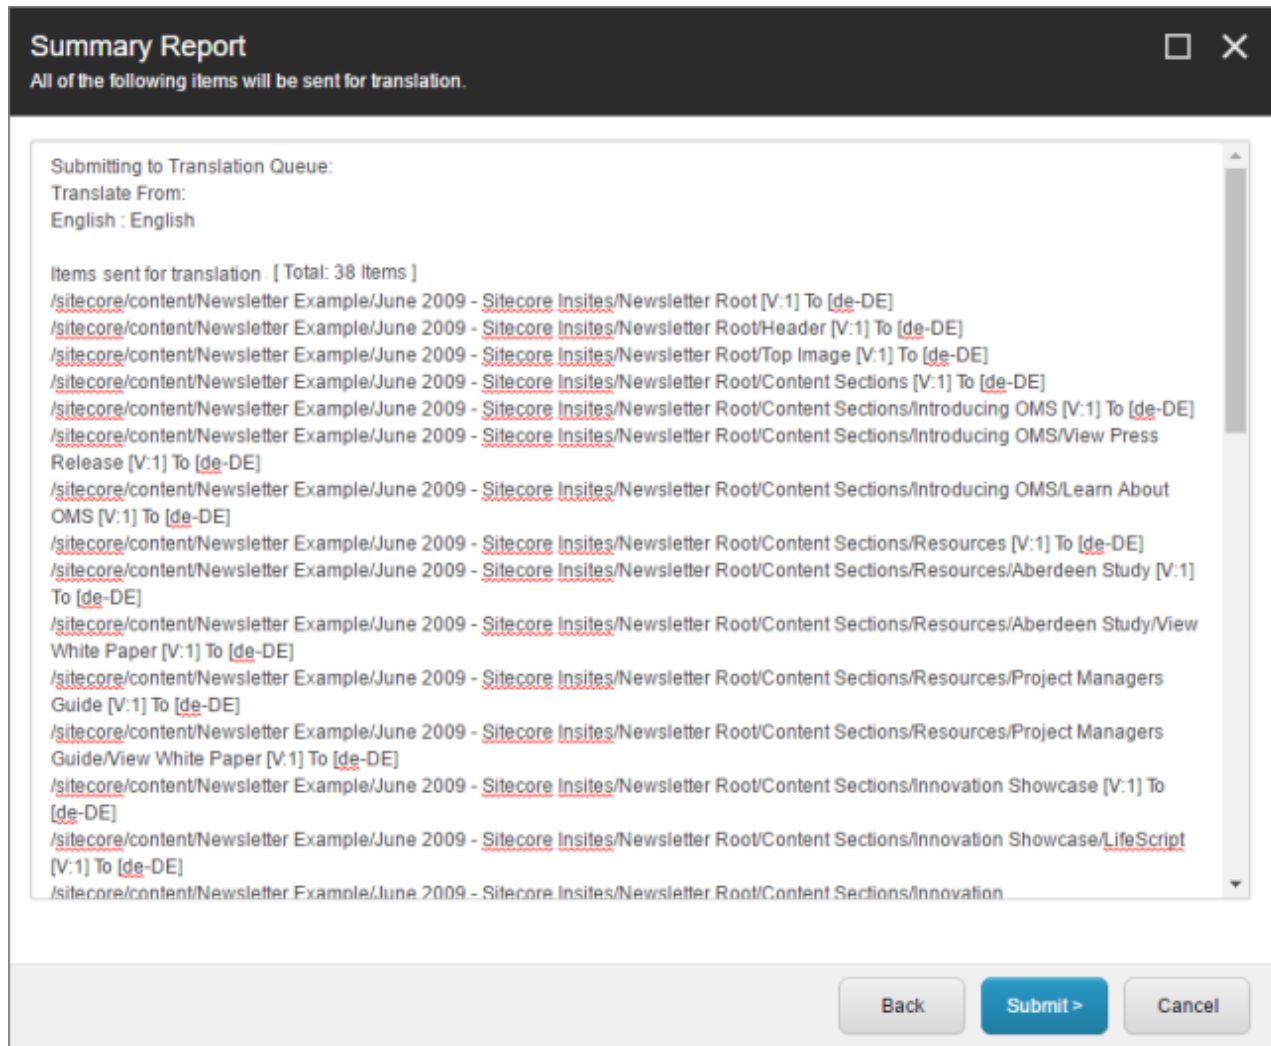 Summary Report
All of the following items will be sent for translation.
Submitting to Translation Queue:
Translate From:
English : English
Items sent for translation [ Total: 38 Items ]
/sitecore/content/Newsletter Example/June 2009 - Sitecore Insites/Newsletter Root [V:1] To [de-DE]
/sitecore/content/Newsletter Example/June 2009 - Sitecore Insites/Newsletter Root/Header [V:1] To [de-DE]
/sitecore/content/Newsletter Example/June 2009 - Sitecore Insites/Newsletter Root/Top Image [V:1] To [de-DE]
/sitecore/content/Newsletter Example/June 2009 - Sitecore Insites/Newsletter Root/Content Sections [V:1] To [de-DE]
/sitecore/content/Newsletter Example/June 2009 - Sitecore Insites/Newsletter Root/Content Sections/Introducing OMS [V:1] To [de-DE]
/sitecore/content/Newsletter Example/June 2009 - Sitecore Insites/Newsletter Root/Content Sections/Introducing OMS/View Press
Release [V:1] To [de-DE]
/sitecore/content/Newsletter Example/June 2009 - Sitecore Insites/Newsletter Root/Content Sections/Introducing OMS/Learn About
OMS [V:1] To [de-DE]
/sitecore/content/Newsletter Example/June 2009 - Sitecore Insites/Newsletter Root/Content Sections/Resources [V:1] To [de-DE]
/sitecore/content/Newsletter Example/June 2009 - Sitecore Insites/Newsletter Root/Content Sections/Resources/Aberdeen Study [V:1]
To [de-DE]
/sitecore/content/Newsletter Example/June 2009 - Sitecore Insites/Newsletter Root/Content Sections/Resources/Aberdeen Study/View
White Paper [V:1] To [de-DE]
/sitecore/content/Newsletter Example/June 2009 - Sitecore Insites/Newsletter Root/Content Sections/Resources/Project Managers
Guide [V:1] To [de-DE]
/sitecore/content/Newsletter Example/June 2009 - Sitecore Insites/Newsletter Root/Content Sections/Resources/Project Managers
Guide/View White Paper [V:1] To [de-DE]
/sitecore/content/Newsletter Example/June 2009 - Sitecore Insites/Newsletter Root/Content Sections/Innovation Showcase [V:1] To
[de-DE]
/sitecore/content/Newsletter Example/June 2009 - Sitecore Insites/Newsletter Root/Content Sections/Innovation Showcase/LifeScript
[V:1] To [de-DE]
/sitecore/content/Newsletter Example/June 2009 - Sitecore Insites/Newsletter Root/Content Sections/Innovation
Back
Submit >
Cancel